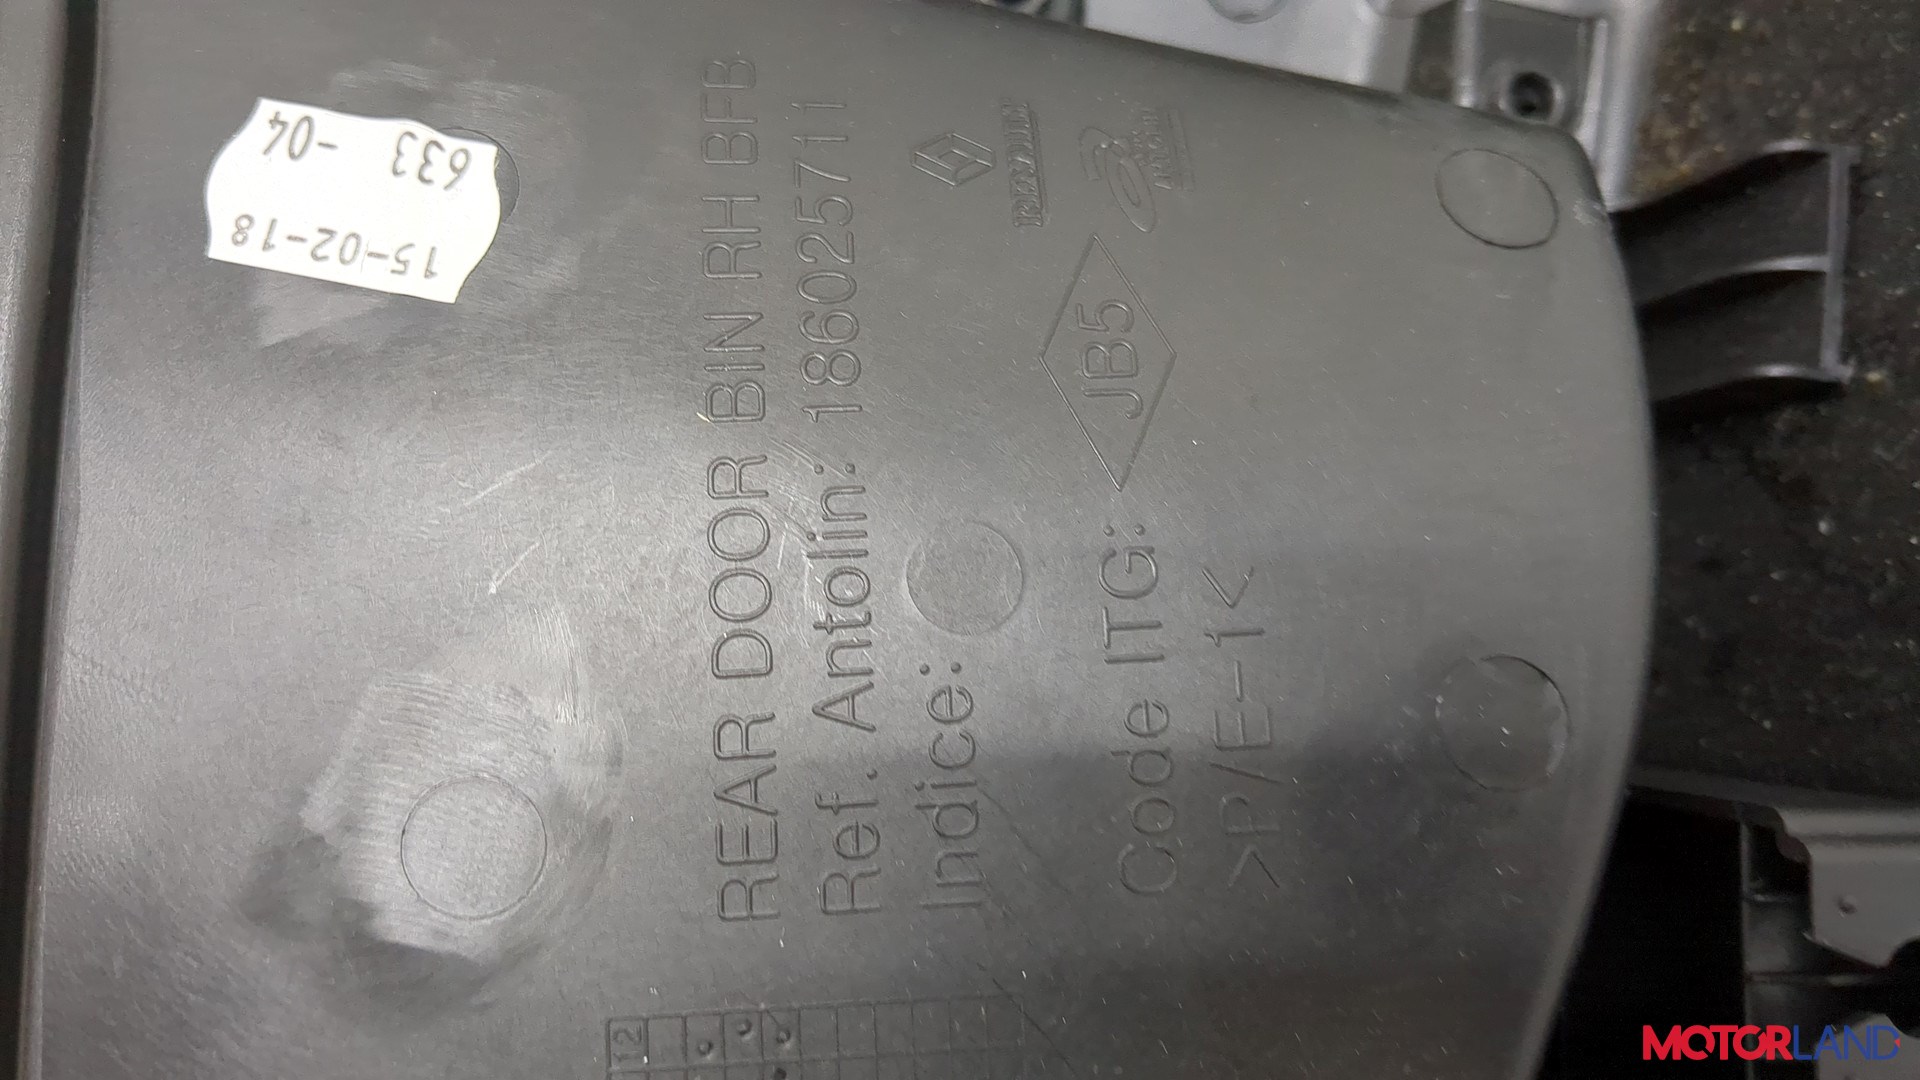 REAR DOOR BIN RH BFB
Ref. Antolin: 186025711
Indice:
RENAULT
Code ITG: JB5
>P/E-1<
12
633
-04
15-02-18
MOTORLAND